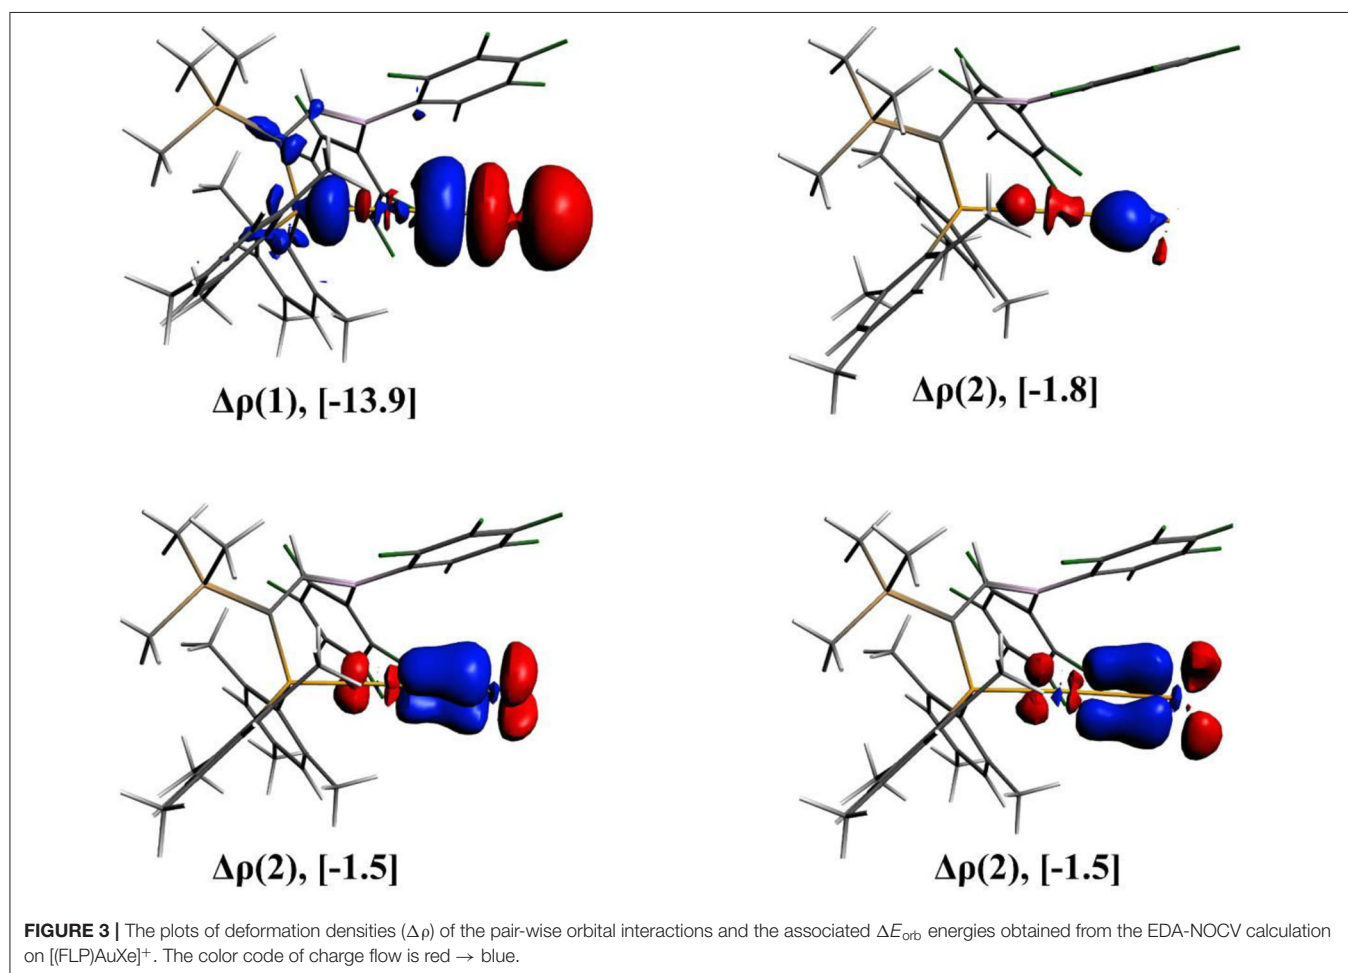 Δρ(1), [-13.9]
Δρ(2), [-1.8]
Δρ(2), [-1.5]
Δρ(2), [-1.5]
FIGURE 3 | The plots of deformation densities (Δρ) of the pair-wise orbital interactions and the associated ΔEorb energies obtained from the EDA-NOCV calculation
on [(FLP)AuXe]+. The color code of charge flow is red → blue.